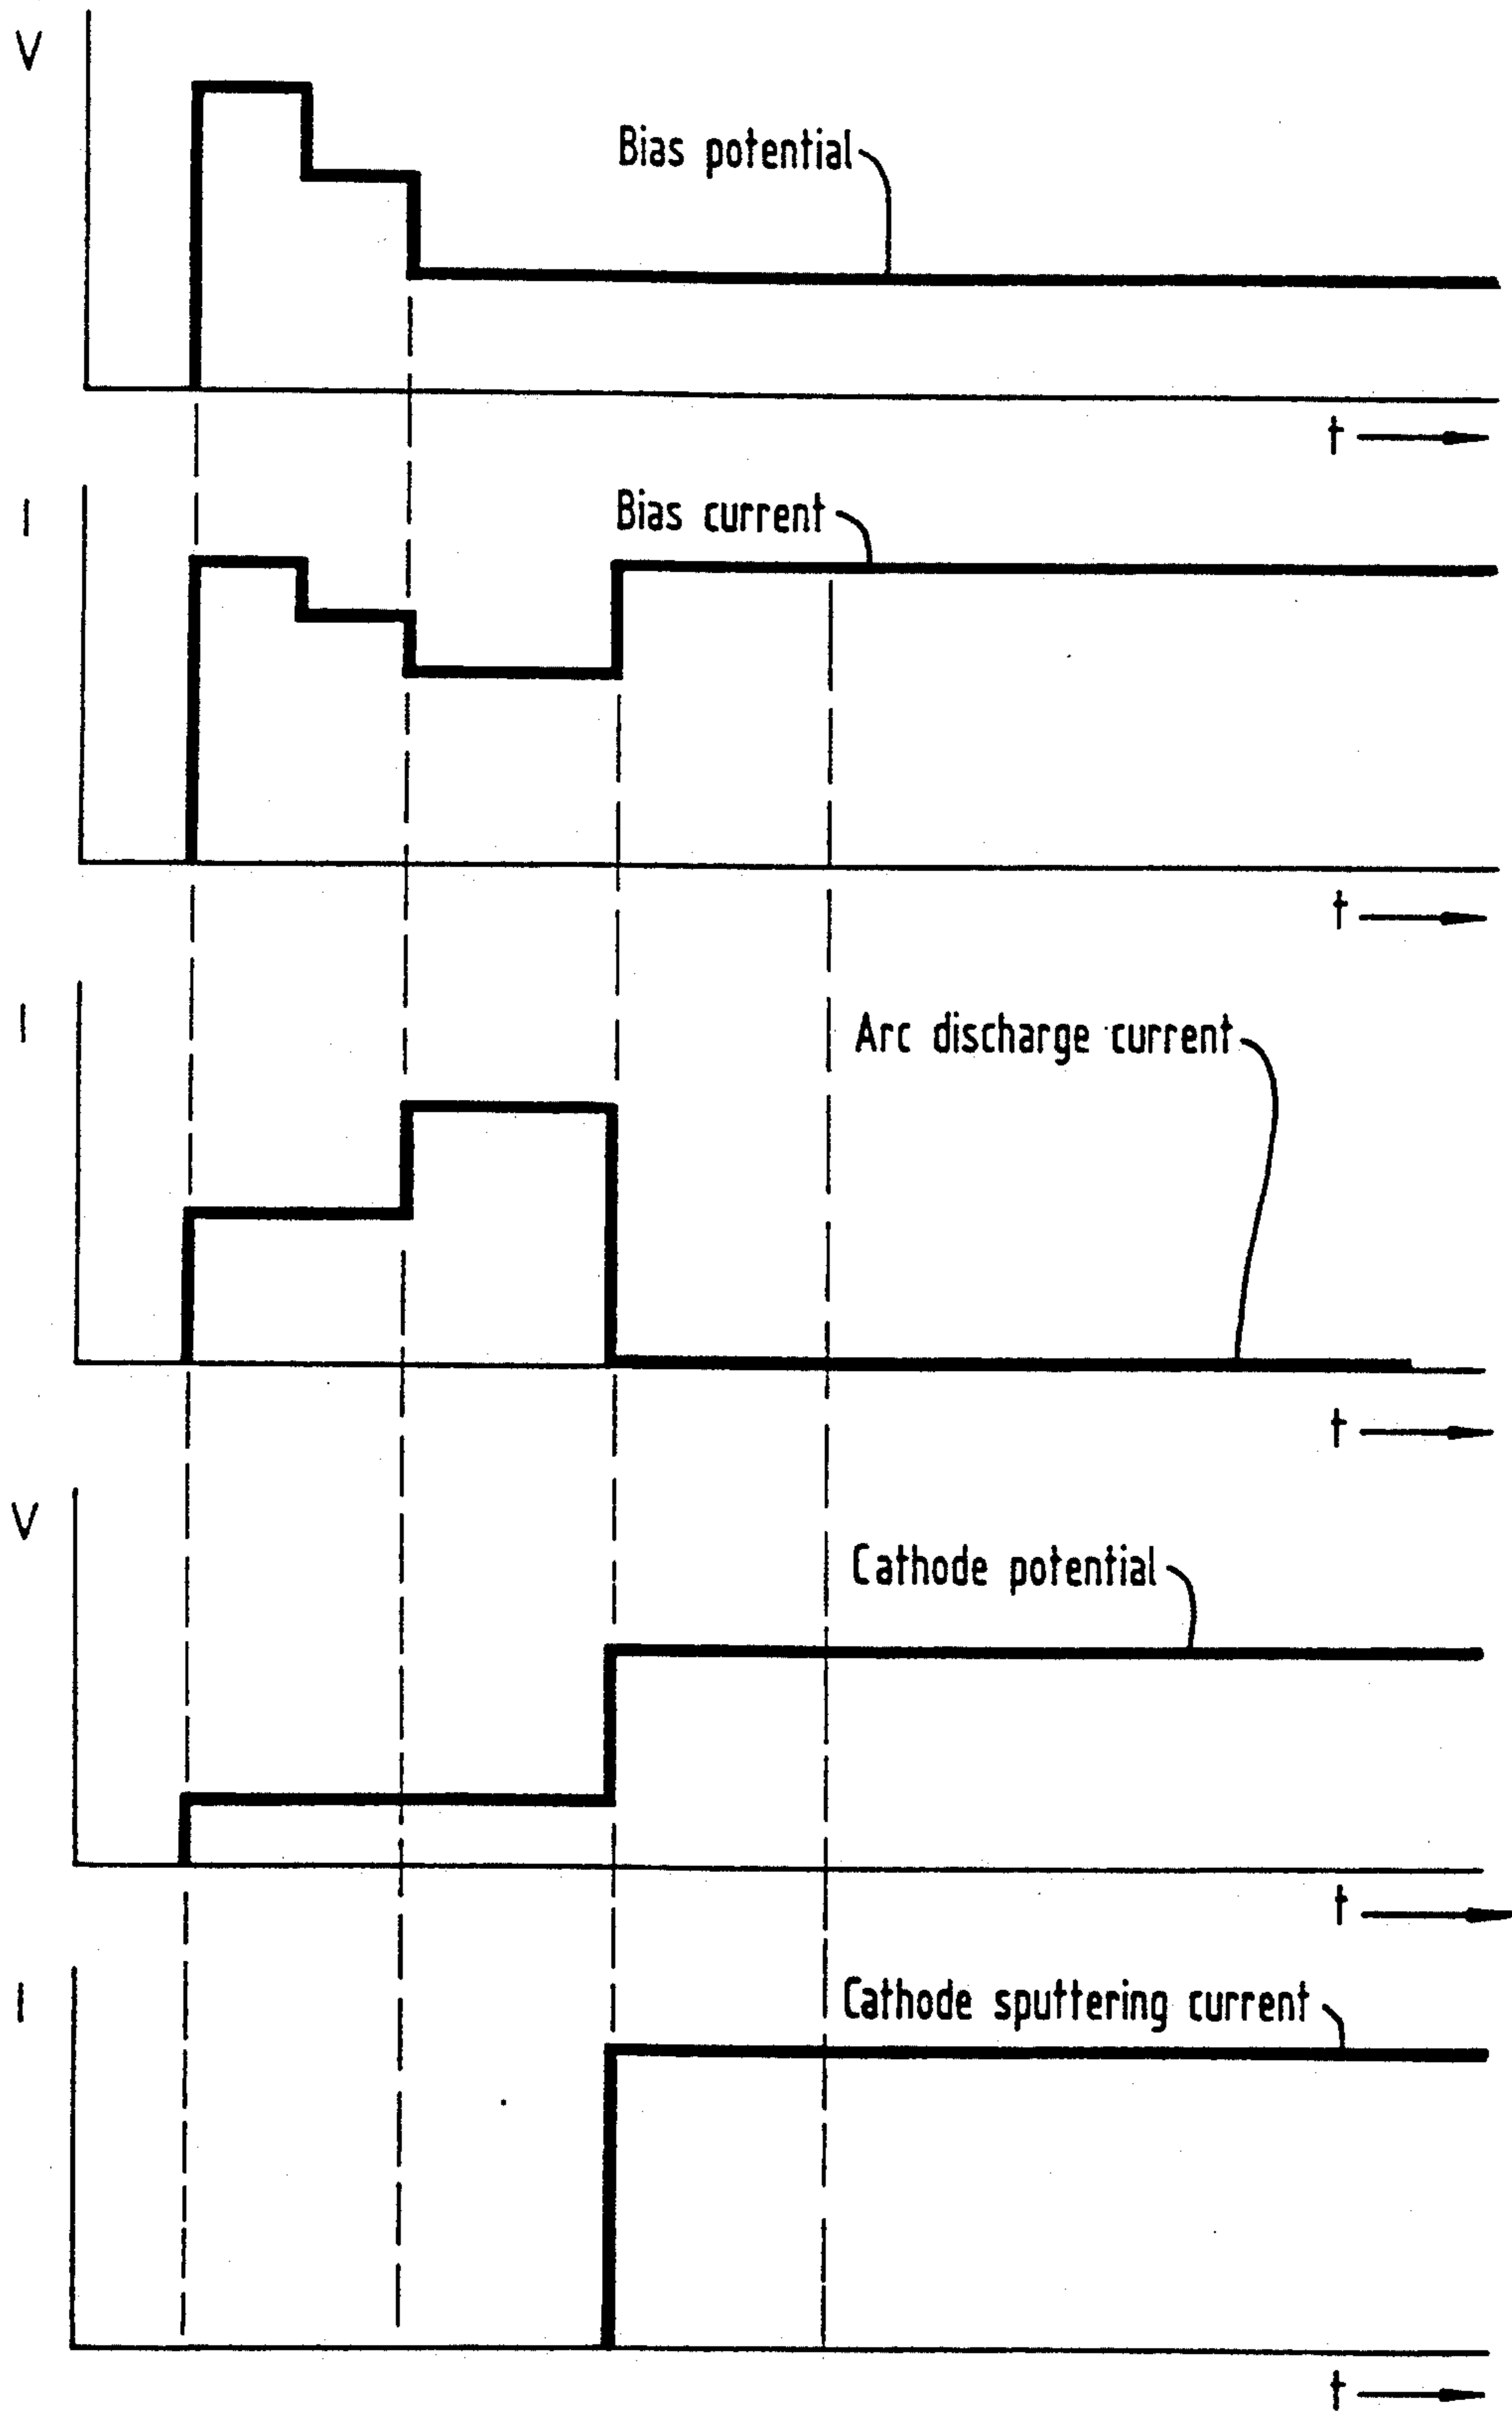 V
Bias potential
t
I
Bias current
t
I
Arc discharge current
t
V
Cathode potential
t
I
Cathode sputtering current
t